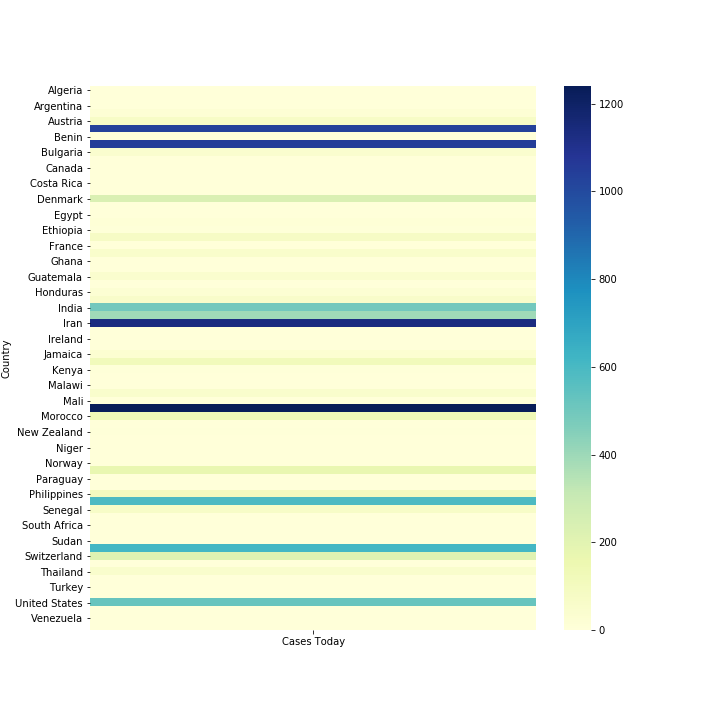 Country
Algeria
Argentina
Austria
Benin
Bulgaria
Canada
Costa Rica
Denmark
Egypt
Ethiopia
France
Ghana
Guatemala
Honduras
India
Iran
Ireland
Jamaica
Kenya
Malawi
Mali
Morocco
New Zealand
Niger
Norway
Paraguay
Philippines
Senegal
South Africa
Sudan
Switzerland
Thailand
Turkey
United States
Venezuela
Cases Today
1200
1000
800
600
400
200
0